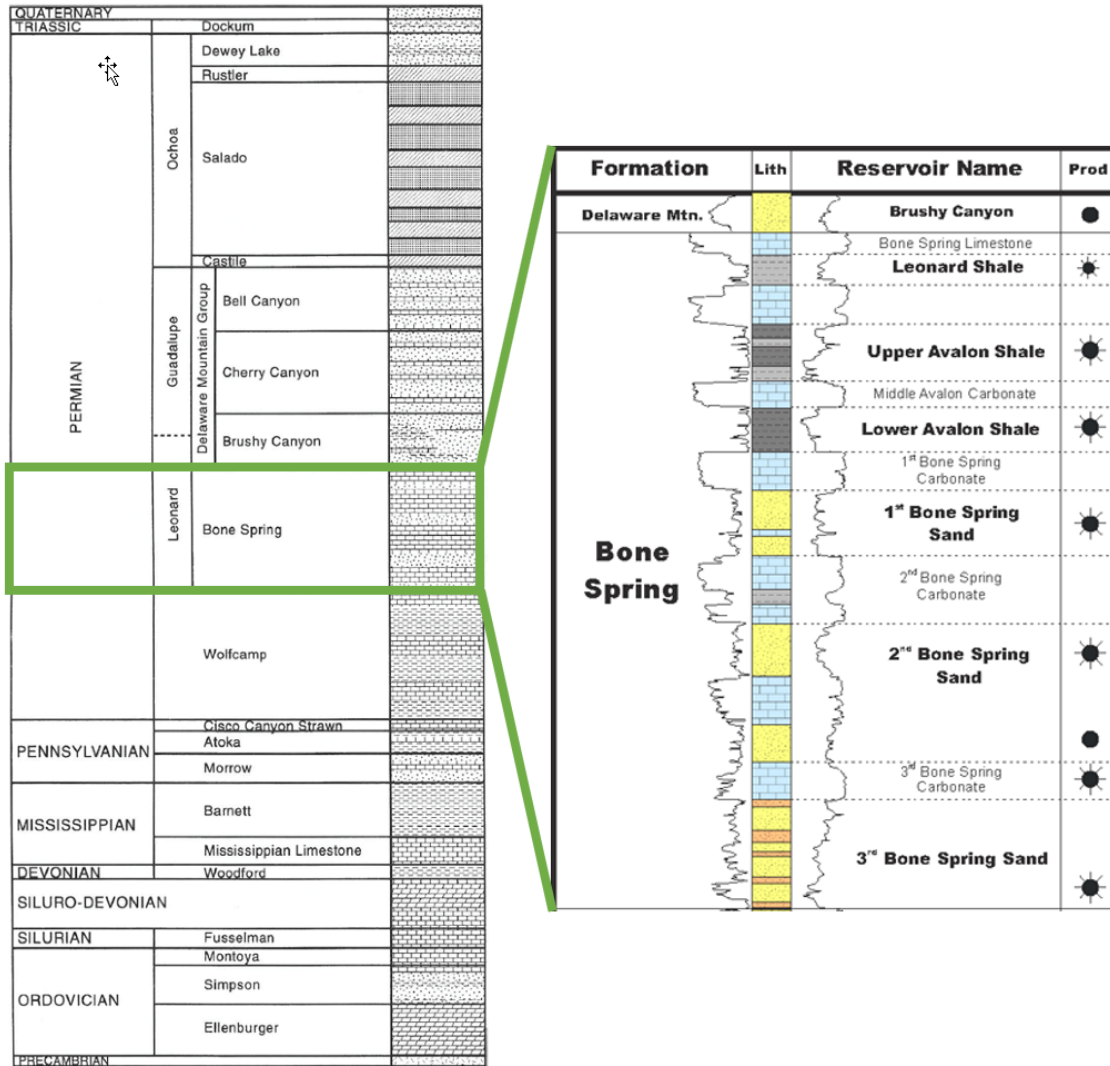 QUATERNARY
TRIASSIC
Dockum
PERMIAN
Ochoa
Dewey Lake
Rustler
Salado
Castile
Guadalupe
Delaware Mountain Group
Bell Canyon
Cherry Canyon
Brushy Canyon
Leonard
Bone Spring
Wolfcamp
PENNSYLVANIAN
Cisco Canyon Strawn
Atoka
Morrow
MISSISSIPPIAN
Barnett
Mississippian Limestone
DEVONIAN
Woodford
SILURO-DEVONIAN
SILURIAN
Fusselman
ORDOVICIAN
Montoya
Simpson
Ellenburger
PRECAMBRIAN
Formation Lith Reservoir Name Prod
Delaware Mtn.
Brushy Canyon
Bone
Spring
Bone Spring Limestone
Leonard Shale
Upper Avalon Shale
Middle Avalon Carbonate
Lower Avalon Shale
1st Bone Spring
Carbonate
1st Bone Spring
Sand
2nd Bone Spring
Carbonate
2nd Bone Spring
Sand
3rd Bone Spring
Carbonate
3rd Bone Spring Sand